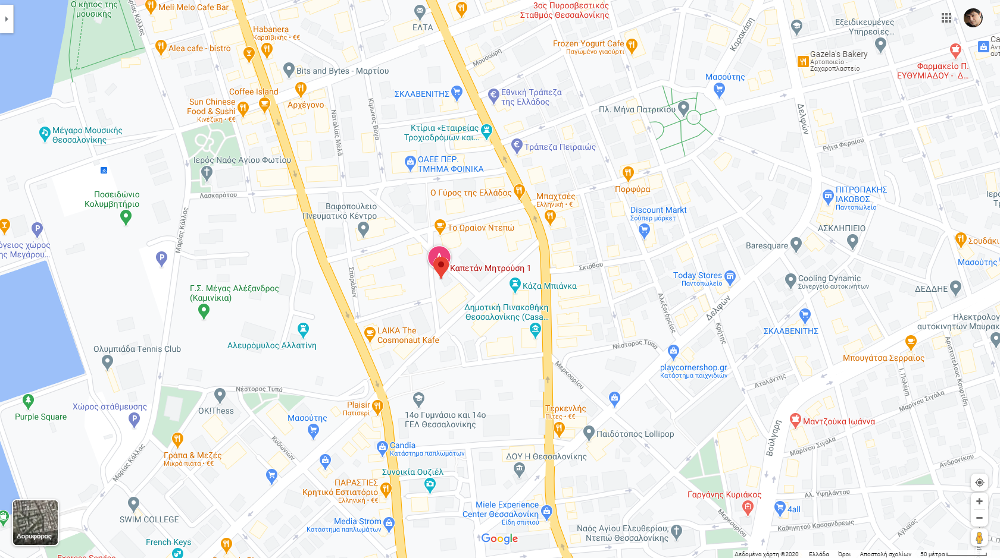 Ο κήπος της
μουσικής
Meli Melo Cafe Bar
Μαρίας Κάλλας
Alea cafe - bistro
Habanera
Καραϊβικής • €€
ΕΛΤΑ
3ος Πυροσβεστικός
Σταθμός Θεσσαλονίκης
Frozen Yogurt Cafe
Παγωμένο γιαούρτι
Καρακάση
Εξειδικευμένες
Υπηρεσίες...
Gazela's Bakery
Αρτοποιείο -
Ζαχαροπλαστείο
Φαρμακείο Π.
ΕΥΘΥΜΙΑΔΟΥ - Δ...
Μουσούρη
Bits and Bytes - Μαρτίου
Coffee Island
Αρχέγονο
Sun Chinese
Food & Sushi
Κινέζικη • €€
ΣΚΛΑΒΕΝΙΤΗΣ
Εθνική Τράπεζα
της Ελλάδος
Μασούτης
Πλ. Μήνα Πατρικίου
Δελφών
Ρήγα Φεραίου
Ναταλίας Μελά
Κίμωνος Βόγα
Μέγαρο Μουσικής
Θεσσαλονίκης
Κτίρια «Εταιρείας
Τροχιοδρόμων και...
Τράπεζα Πειραιώς
Ιερός Ναός Αγίου Φωτίου
ΟΑΕΕ ΠΕΡ.
ΤΜΗΜΑ ΦΟΙΝΙΚΑ
Λασκαράτου
Ποσειδώνιο
Κολυμβητήριο
Μαρίας Κάλλας
Ο Γύρος της Ελλάδος
Μπαχτσές
Ελληνική • €
Πορφύρα
ΠΙΤΡΟΠΑΚΗΣ
ΙΑΚΩΒΟΣ
Παντοπωλείο
Βαφοπούλειο
Πνευματικό Κέντρο
Το Ωραίον Ντεπώ
Discount Markt
Σούπερ μάρκετ
ΑΣΚΛΗΠΙΕΙΟ
Baresquare
Μασούτης
Καπετάν Μητρούση 1
Σκιάθου
Κάζα Μπιάνκα
Today Stores
Παντοπωλείο
Cooling Dynamic
Συνεργείο αυτοκινήτων
ΔΕΔΔΗΕ
Σποράδων
Γ.Σ. Μέγας Αλέξανδρος
(Καμινίκια)
Δημοτική Πινακοθήκη
Θεσσαλονίκης (Casa...
Αλεξανδρείας
Δελφών
Κρήτης
ΣΚΛΑΒΕΝΙΤΗΣ
LAIKA The
Cosmonaut Kafe
Αλευρόμυλος Αλλατίνη
Ολυμπιάδα Tennis Club
Νέστορος Τύπα
Μερκουρίου
playcornershop.gr
Κατάστημα παιχνιδιών
Αταλάντης
Μπουγάτσα Σερραίος
Ι. Πολέμη
Αριστοτέλους Κουρτίδη
Μαρίνου Σιγάλα
Νέστορος Τυπά
OK!Thess
Purple Square
Χώρος στάθμευσης
Plaisir
Πατισερί
Μασούτης
14ο Γυμνάσιο και 14ο
ΓΕΛ Θεσσαλονίκης
Τερκενλής
Πίτες • €€
Παιδότοπος Lollipop
Μαντζούκα Ιωάννα
Βούλγαρη
Μαρίνου Σιγάλα
Ανδρονίκου
Γράπα & Μεζές
Μικρά πιάτα • €€
Μαρίας Κάλλας
Κυδωνιών
Candia
Κατάστημα παπλωμάτων
ΔΟΥ Η Θεσσαλονίκης
Συνοικία Ουζιέλ
ΠΑΡΑΣΤΙΕΣ
Κρητικό Εστιατόριο
Ελληνική • €€
Miele Experience
Center Θεσσαλονίκη
Είδη σπιτιού
Γαργάνης Κυριάκος
Μερκουρίου
Αλ. Υψηλάντου
4all
Καθηγητού Κασσανδρέως
Αγλαΐας
SWIM COLLEGE
Media Strom
Κατάστημα παπλωμάτων
Ναός Αγίου Ελευθερίου,
Ντεπώ Θεσσαλονίκης
French Keys
Δορυφόρος
Google
Δεδομένα χάρτη ©2020 Ελλάδα Όροι Αποστολή σχολίων 50 μέτρα